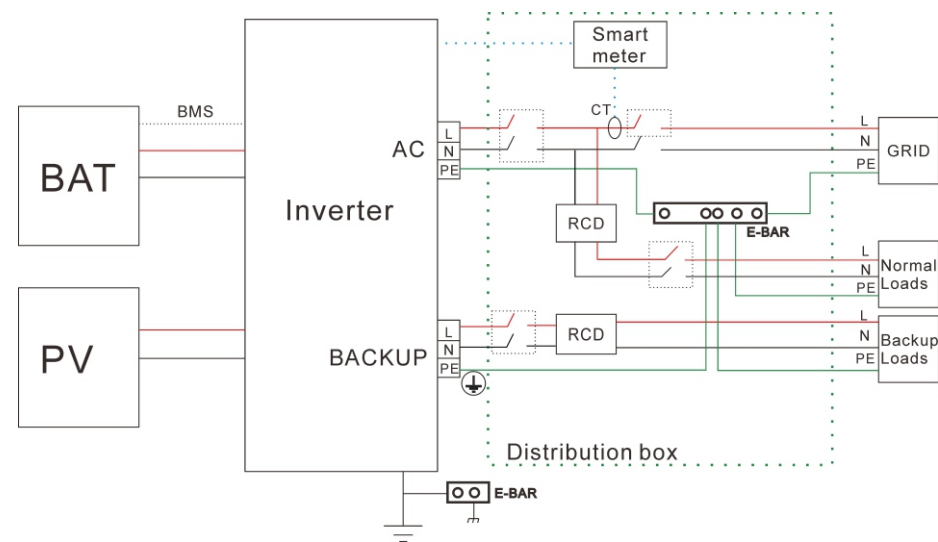 Smart
meter
BMS
CT
L
N
PE
AC
L
N
PE
GRID
BAT
Inverter
RCD
E-BAR
L
N
PE
Normal
Loads
PV
BACKUP
L
N
PE
RCD
L
N
PE
Backup
Loads
Distribution box
E-BAR